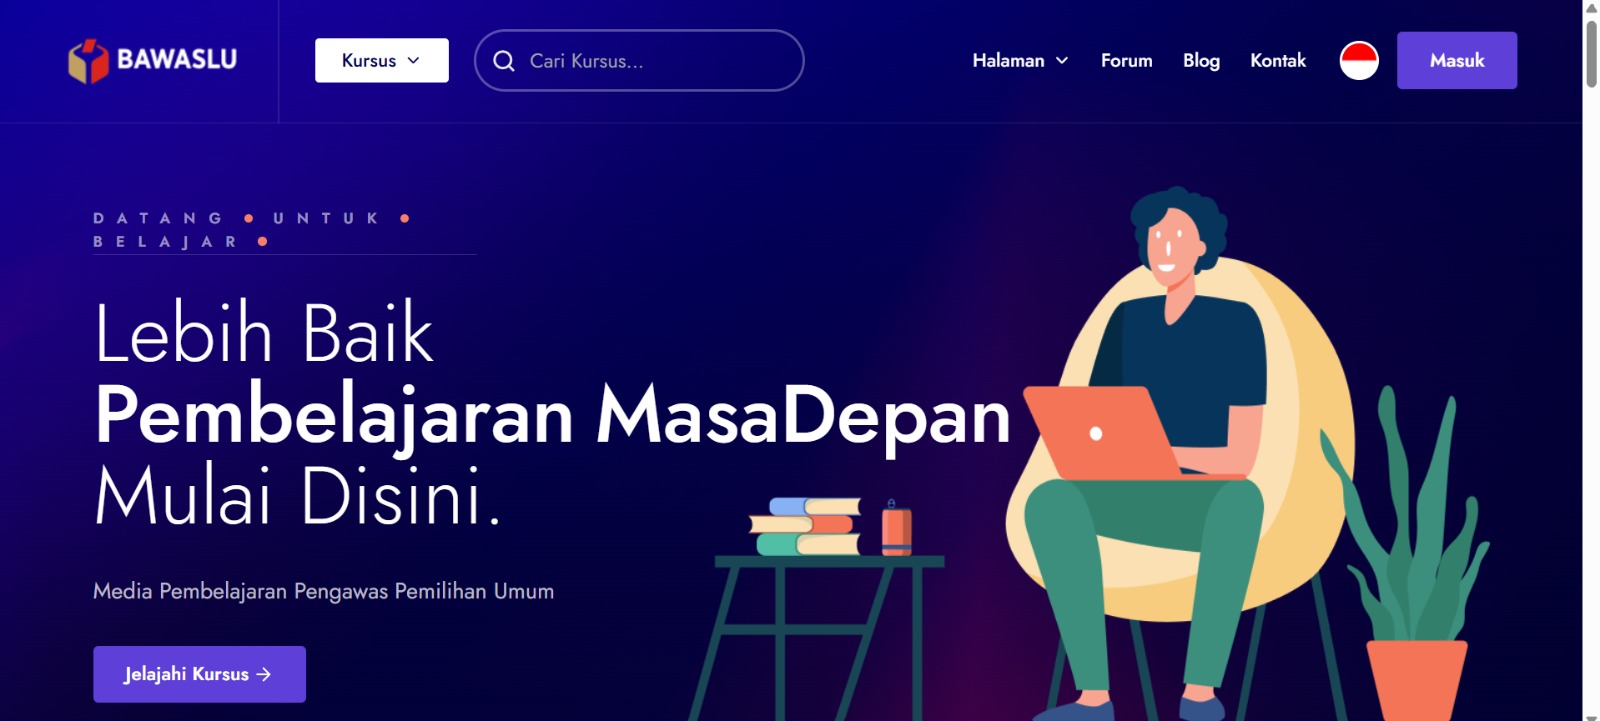 BAWASLU
Kursus
Cari Kursus...
Halaman
Forum
Blog
Kontak
Masuk
DATANG • UNTUK •
BELAJAR •
Lebih Baik
Pembelajaran MasaDepan
Mulai Disini.
Media Pembelajaran Pengawas Pemilihan Umum
Jelajahi Kursus →